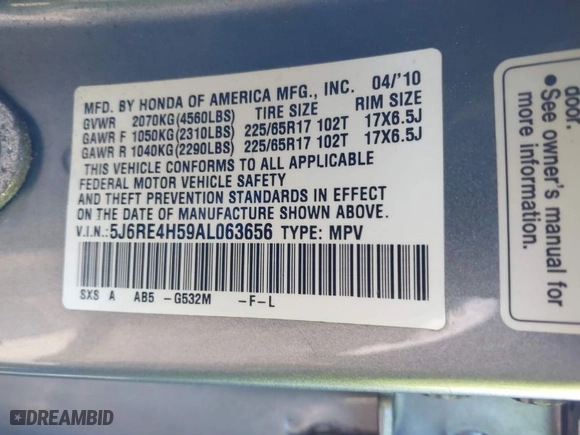 MFD. BY HONDA OF AMERICA MFG., INC. 04/'10
GVWR 2070KG(4560LBS) TIRE SIZE RIM SIZE
GAWR F 1050KG(2310LBS) 225/65R17 102T 17X6.5J
GAWR R 1040KG(2290LBS) 225/65R17 102T 17X6.5J
THIS VEHICLE CONFORMS TO ALL APPLICABLE
FEDERAL MOTOR VEHICLE SAFETY
AND THEFT PREVENTION STANDARDS IN EFFECT
ON THE DATE OF MANUFACTURE SHOWN ABOVE.
V.I.N.:5J6RE4H59AL063656 TYPE: MPV
SXS A AB5 -G532M -F-L
door.
• See owner's
manual for
more information.
DREAMBID